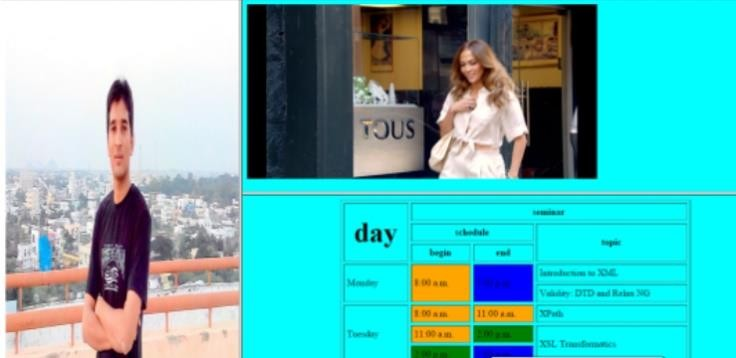 TOUS
seminar
day
schedule
topic
begin
end
Monday
8:00 a.m.
Introduction to XML
Validity: DTD and Relax NG
Tuesday
8:00 a.m.
11:00 a.m.
XPath
11:00 a.m.
2:00 p.m.
XSL Transformations